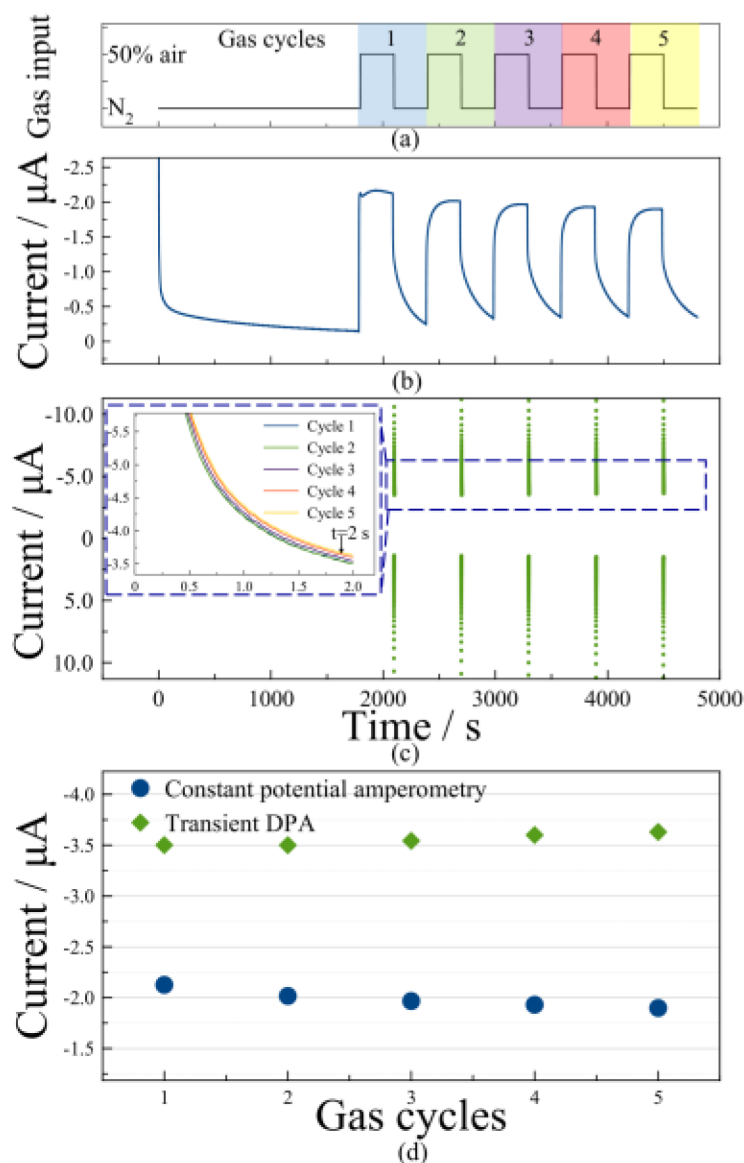 Gas cycles 1 2 3 4 5
50% air
N2
Gas input
(a)
-2.5
-2.0
-1.5
-1.0
-0.5
0
Current / μA
(b)
-10.0
-5.0
0
5.0
10.0
Current / μA
-5.5
-5.0
-4.5
-4.0
-3.5
Cycle 1
Cycle 2
Cycle 3
Cycle 4
Cycle 5
t=2 s
0 0.5 1.0 1.5 2.0
0 1000 2000 3000 4000 5000
Time / s
(c)
Constant potential amperometry
Transient DPA
-4.0
-3.5
-3.0
-2.5
-2.0
-1.5
Current / μA
1 2 3 4 5
Gas cycles
(d)